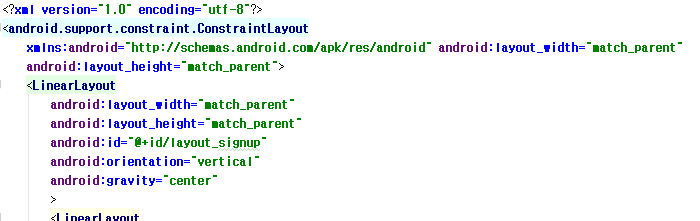 <?xml version="1.0" encoding="utf-8"?>
<android.support.constraint.ConstraintLayout
xmlns:android="http://schemas.android.com/apk/res/android" android:layout_width="match_parent"
android:layout_height="match_parent">
<LinearLayout
android:layout_width="match_parent"
android:layout_height="match_parent"
android:id="@+id/layout_signup"
android:orientation="vertical"
android:gravity="center"
>
<LinearLayout